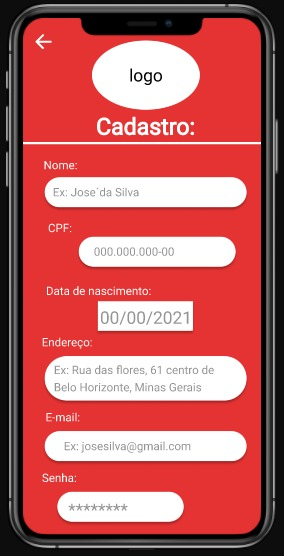 logo
Cadastro:
Nome:
Ex: Jose´da Silva
CPF:
000.000.000-00
Data de nascimento:
00/00/2021
Endereço:
Ex: Rua das flores, 61 centro de
Belo Horizonte, Minas Gerais
E-mail:
Ex: josesilva@gmail.com
Senha:
********